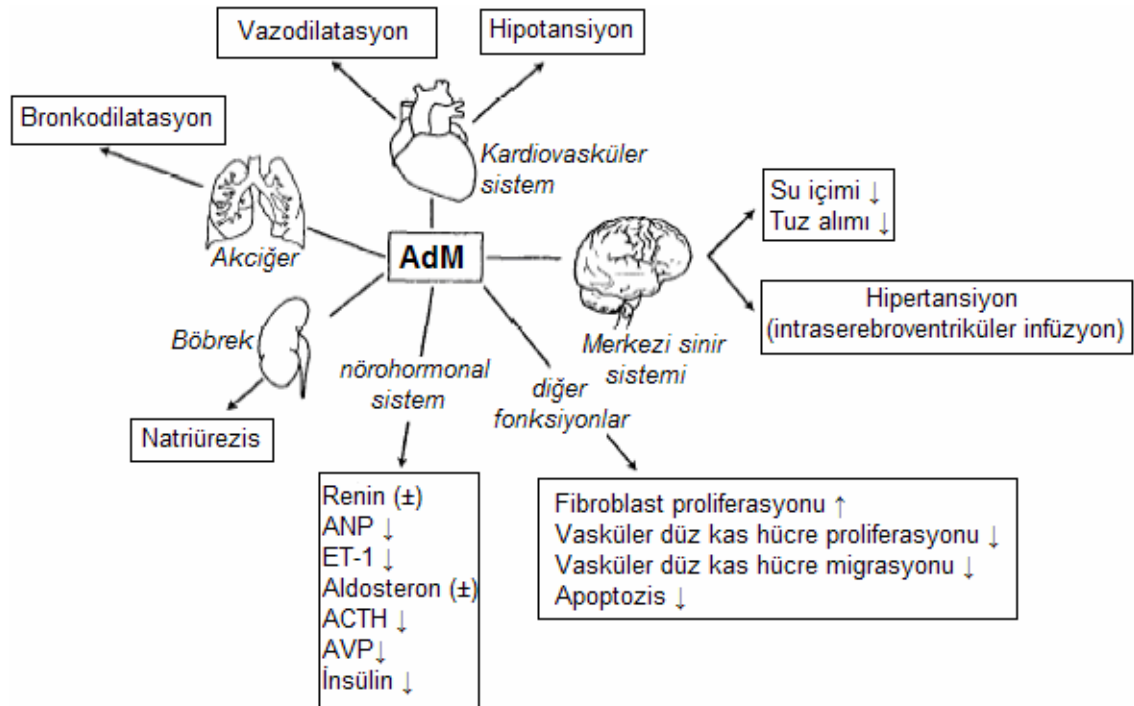 Vazodilatasyon
Hipotansiyon
Bronkodilatasyon
Kardiovasküler
sistem
Su içimi ↓
Tuz alımı ↓
Akciğer
AdM
Hipertansiyon
(intraserebroventriküler infüzyon)
Böbrek
Merkezi sinir
sistemi
nörohormonal
sistem
diğer
fonksiyonlar
Natriürezis
Renin (±)
ANP ↓
ET-1 ↓
Aldosteron (±)
ACTH ↓
AVP↓
İnsülin ↓
Fibroblast proliferasyonu ↑
Vasküler düz kas hücre proliferasyonu ↓
Vasküler düz kas hücre migrasyonu ↓
Apoptozis ↓